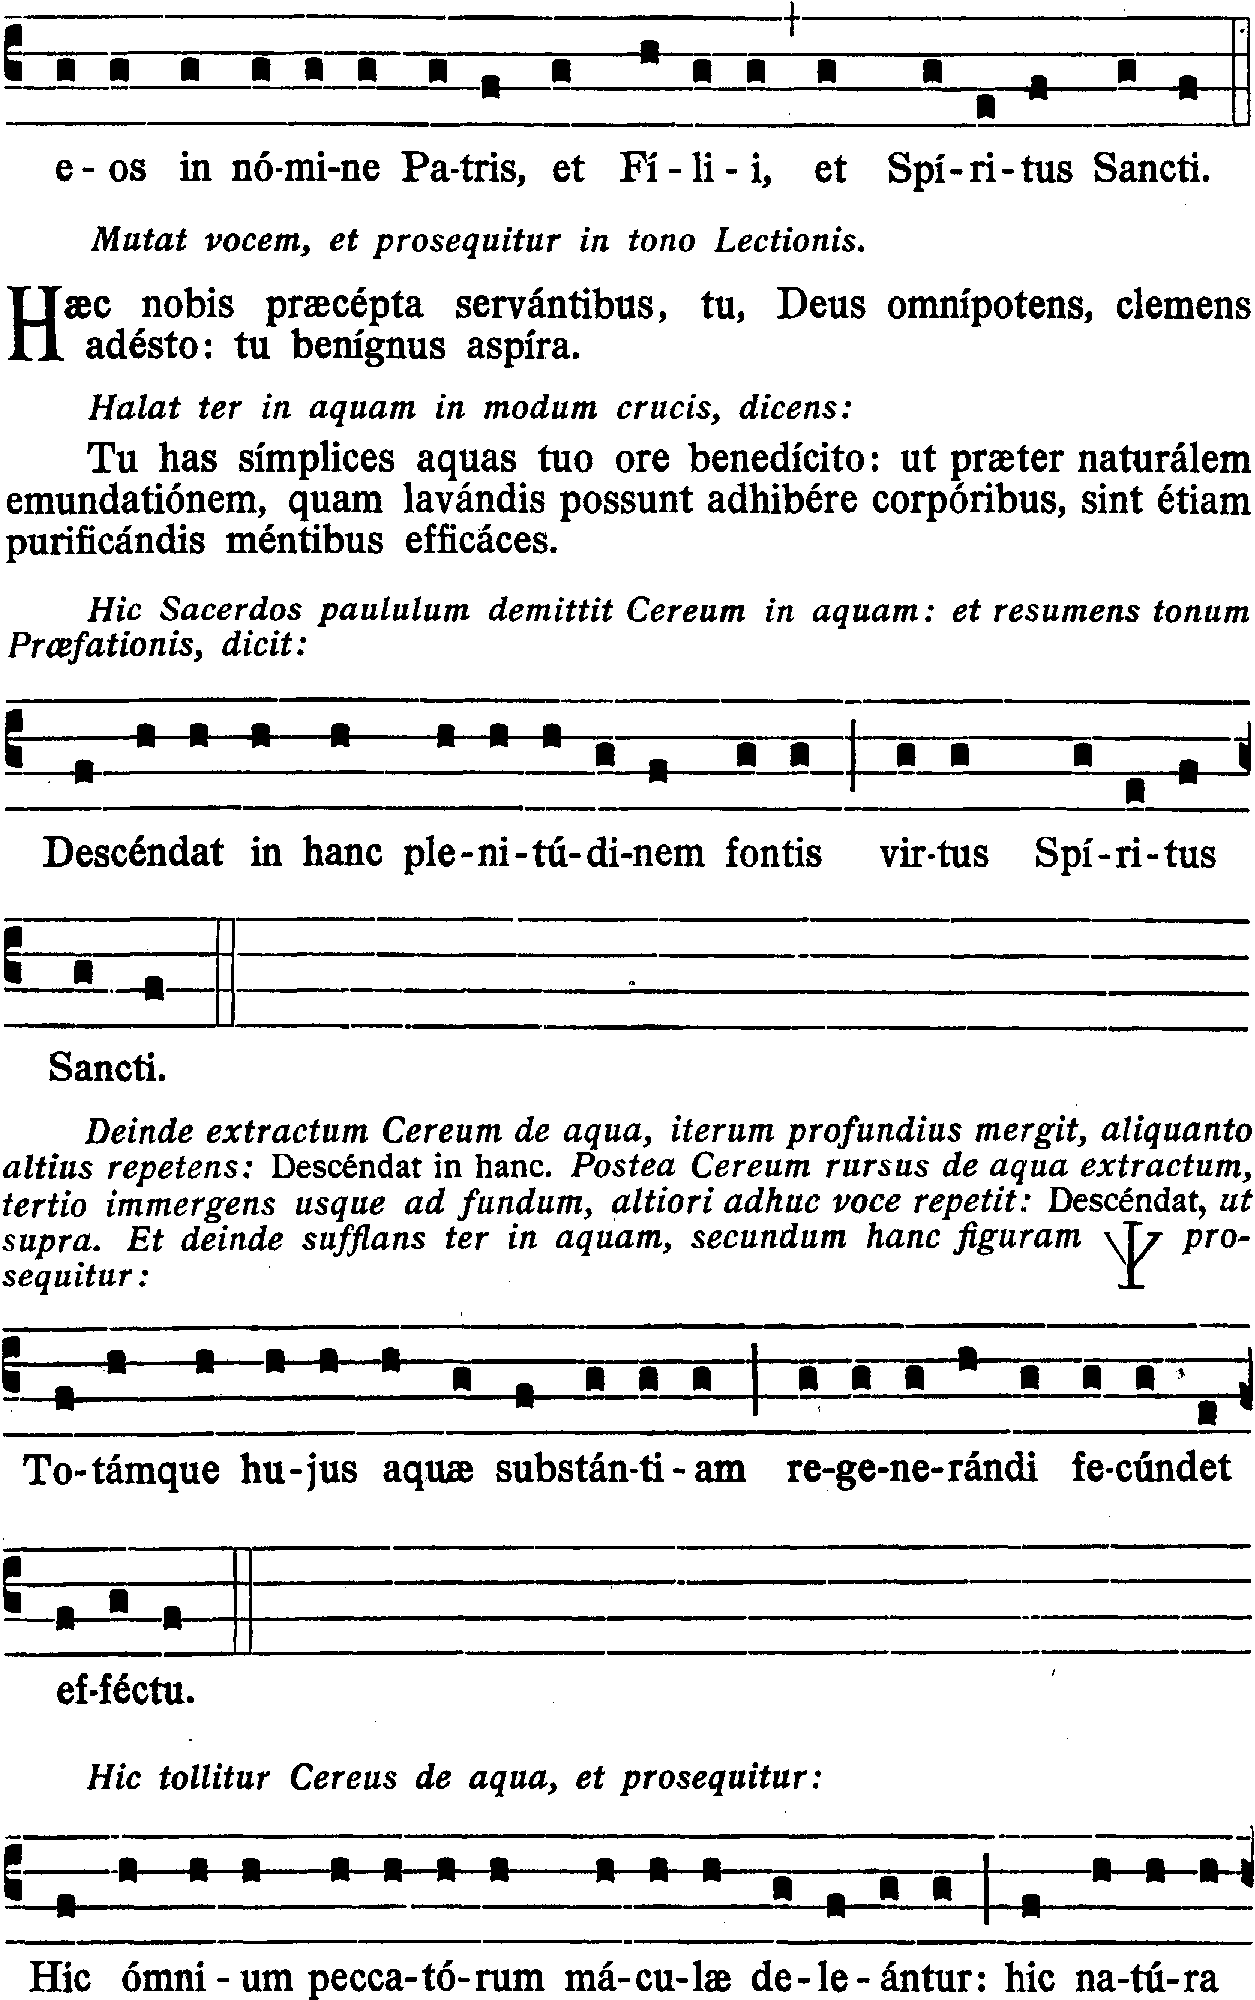 e - os in nó-mi-ne Pa-tris, et Fí - li - i, et Spí-ri-tus Sancti.
Mutat vocem, et prosequitur in tono Lectionis.
Hæc nobis præcépta servántibus, tu, Deus omnípotens, clemens
adésto: tu benígnus aspíra.
Halat ter in aquam in modum crucis, dicens:
Tu has símplices aquas tuo ore benedícito: ut præter naturálem
emundatiónem, quam lavándis possunt adhibére corpóribus, sint étiam
purificándis méntibus efficáces.
Hic Sacerdos paululum demittit Cereum in aquam: et resumens tonum
Præfationis, dicit:
Descéndat in hanc ple-ni-tú-di-nem fontis vir-tus Spí-ri-tus
Sancti.
Deinde extractum Cereum de aqua, iterum profundius mergit, aliquanto
altius repetens: Descéndat in hanc. Postea Cereum rursus de aqua extractum,
tertio immergens usque ad fundum, altiori adhuc voce repetit: Descéndat, ut
supra. Et deinde sufflans ter in aquam, secundum hanc figuram Ψ pro-
sequitur:
To-támque hu-jus aquæ substán-ti - am re-ge-ne-rándi fe-cúndet
ef-féctu.
Hic tollitur Cereus de aqua, et prosequitur:
Hic ómni - um pecca-tó-rum má-cu-læ de-le-ántur: hic na-tú-ra